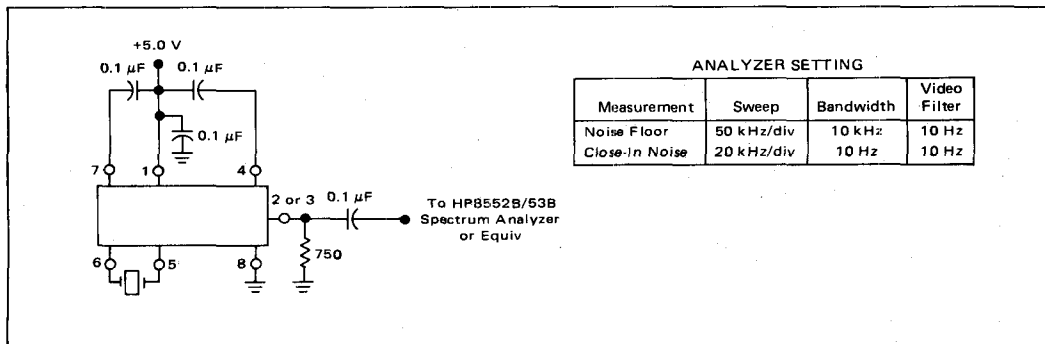 +5.0 V
0.1 µF 0.1 µF
0.1 µF
7 1 4
2 or 3 0.1 µF
To HP8552B/53B
Spectrum Analyzer
or Equiv
750
6 5 8
ANALYZER SETTING
Measurement Sweep Bandwidth Video Filter
Noise Floor 50 kHz/div 10 kHz 10 Hz
Close-In Noise 20 kHz/div 10 Hz 10 Hz